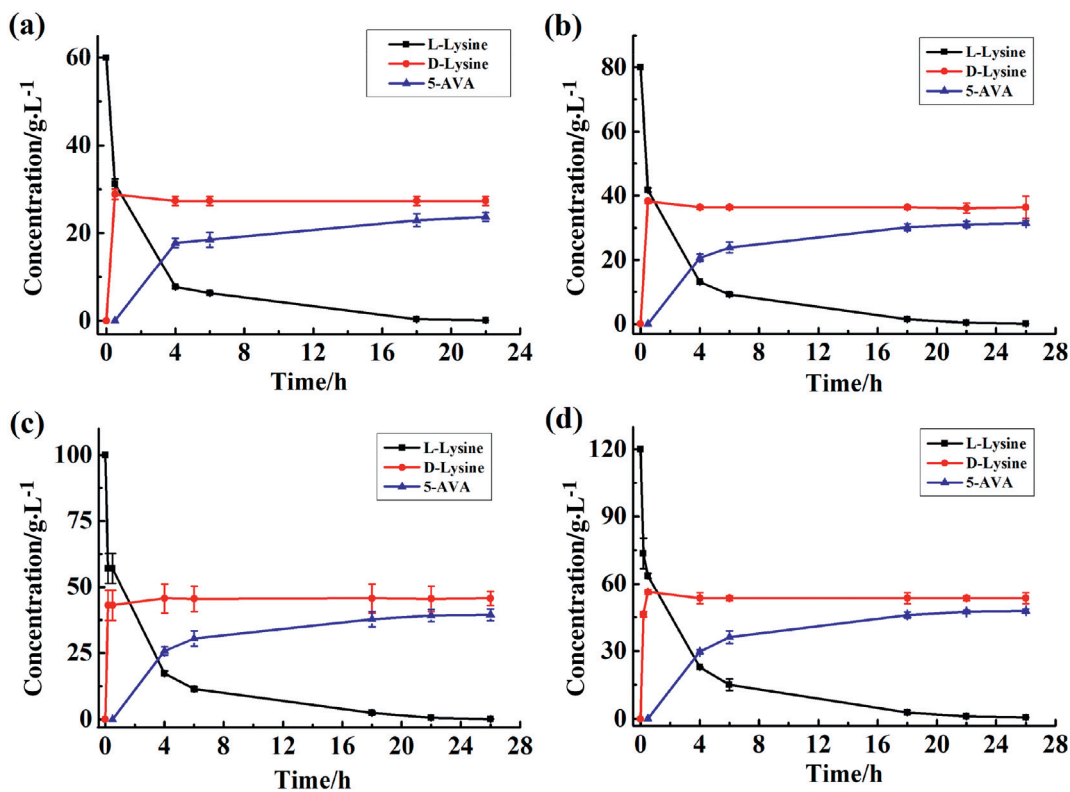 (a)
L-Lysine
D-Lysine
5-AVA
Concentration/g·L-1
60
40
20
0
0 4 8 12 16 20 24
Time/h
(b)
L-Lysine
D-Lysine
5-AVA
Concentration/g·L-1
80
60
40
20
0
0 4 8 12 16 20 24 28
Time/h
(c)
L-Lysine
D-Lysine
5-AVA
Concentration/g·L-1
100
75
50
25
0
0 4 8 12 16 20 24 28
Time/h
(d)
L-Lysine
D-Lysine
5-AVA
Concentration/g·L-1
120
90
60
30
0
0 4 8 12 16 20 24 28
Time/h